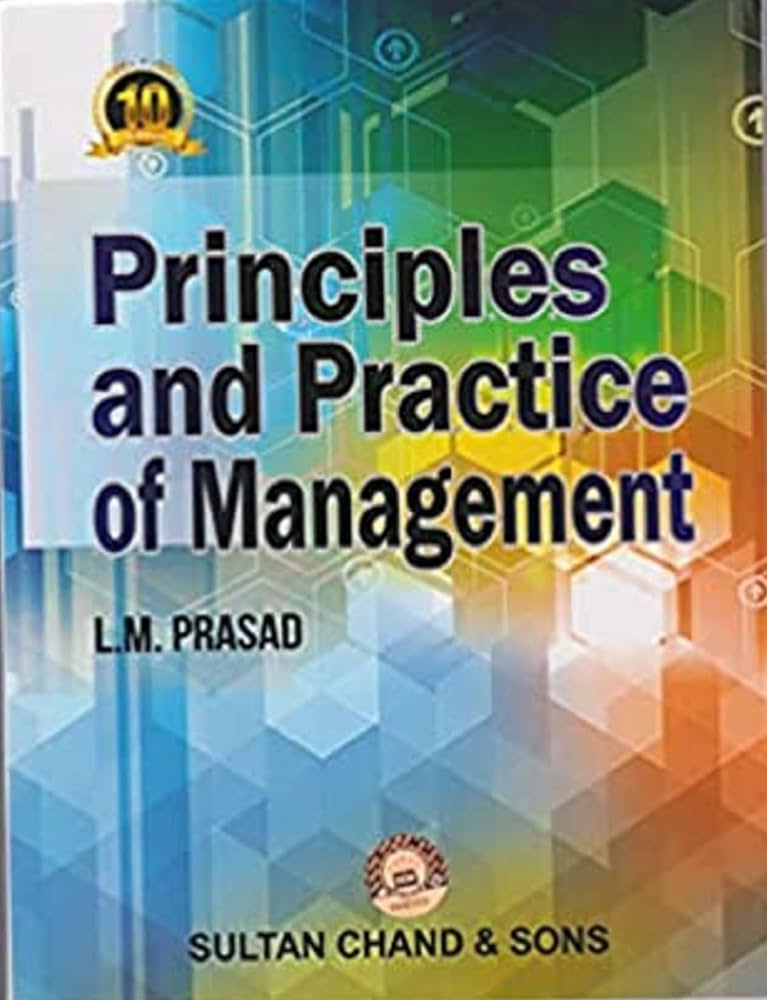 10
Principles
and Practice
of Management
L.M. PRASAD
SULTAN CHAND & SONS